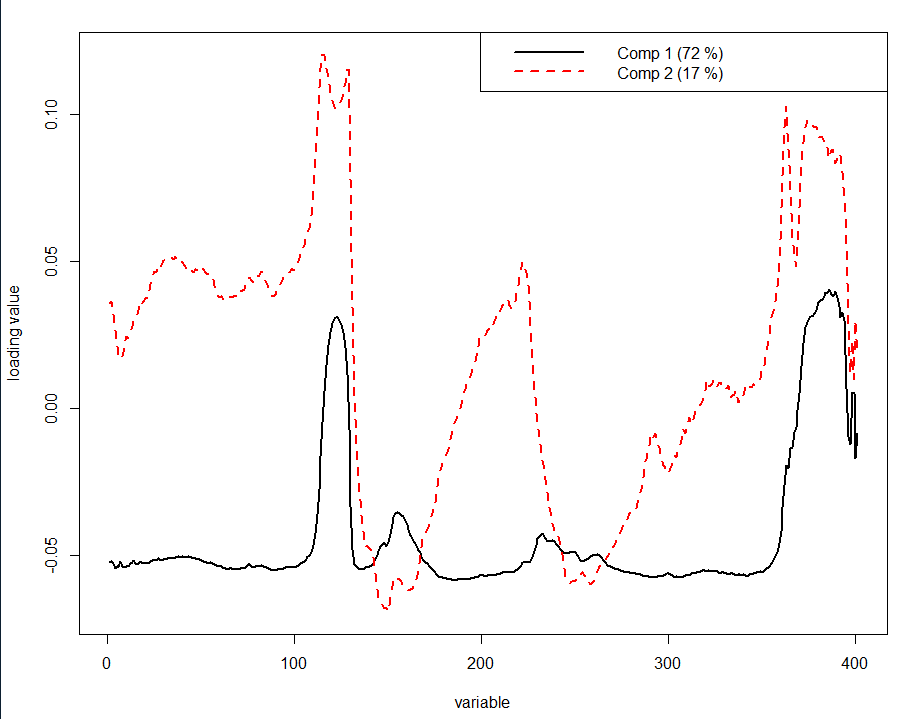 Comp 1 (72 %)
Comp 2 (17 %)
0.10
0.05
0.00
-0.05
loading value
0
100
200
300
400
variable